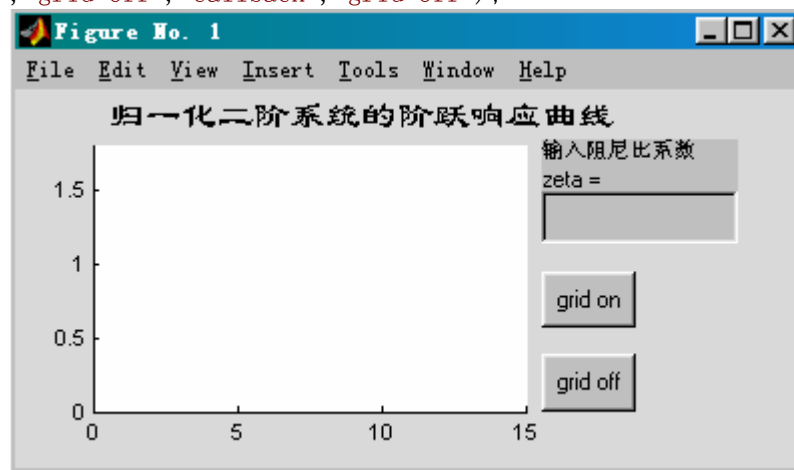 , 'grid off', 'callback', 'grid off');
Figure No. 1
File Edit View Insert Tools Window Help
归一化二阶系统的阶跃响应曲线
输入阻尼比系数
zeta =
1.5
1
0.5
0
0
5
10
15
grid on
grid off